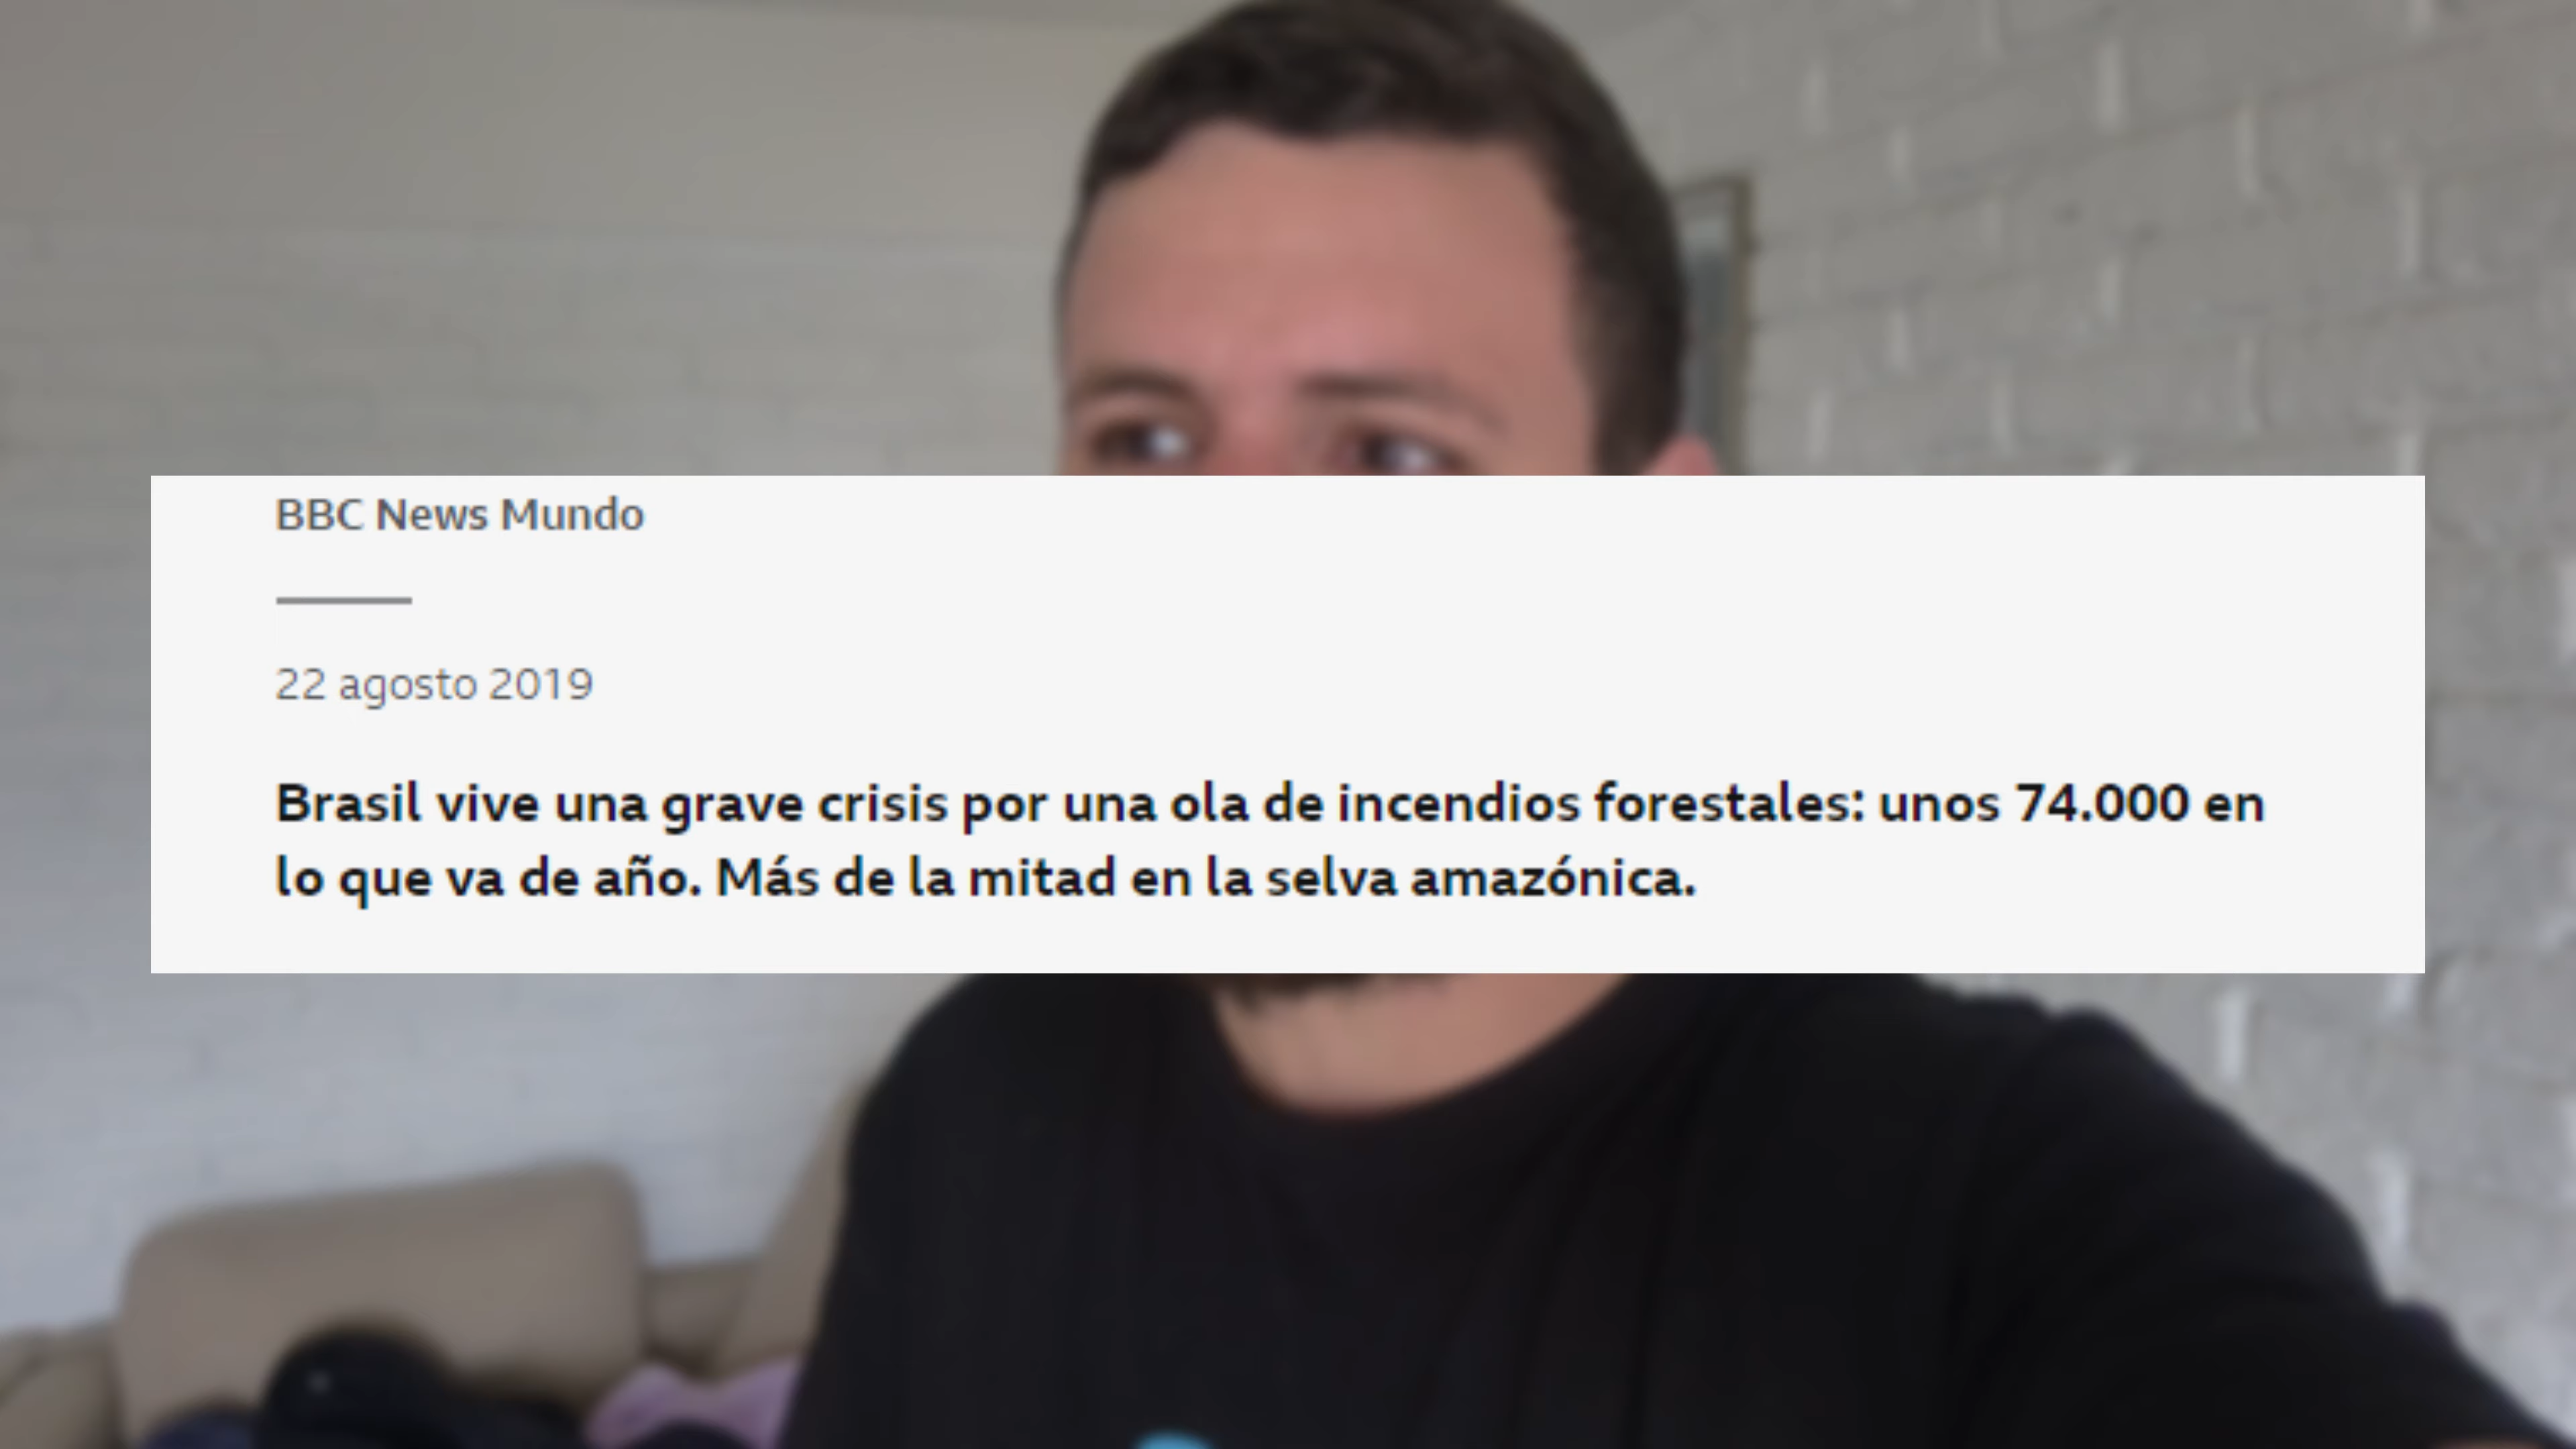 BBC News Mundo
22 agosto 2019
Brasil vive una grave crisis por una ola de incendios forestales: unos 74.000 en
lo que va de año. Más de la mitad en la selva amazónica.